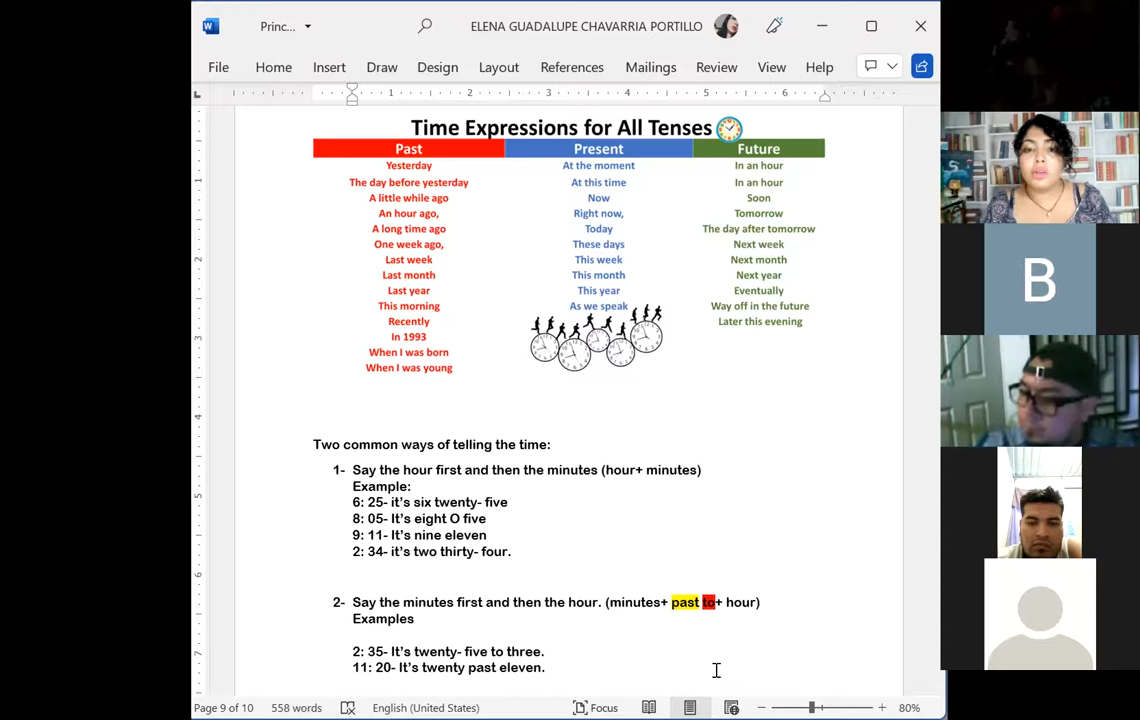 Princ...
ELENA GUADALUPE CHAVARRIA PORTILLO
File Home Insert Draw Design Layout References Mailings Review View Help
1 2 3 4 5 6
Time Expressions for All Tenses
Past Present Future
Yesterday At the moment In an hour
The day before yesterday At this time In an hour
A little while ago Now Soon
An hour ago, Right now, Tomorrow
A long time ago Today The day after tomorrow
One week ago, These days Next week
Last week This week Next month
Last month This month Next year
Last year This year Eventually
This morning As we speak Way off in the future
Recently Later this evening
In 1993
When I was born
When I was young
Two common ways of telling the time:
1- Say the hour first and then the minutes (hour+ minutes)
Example:
6: 25- it's six twenty- five
8: 05- It's eight O five
9: 11- It's nine eleven
2: 34- it's two thirty- four.
2- Say the minutes first and then the hour. (minutes+ past to+ hour)
Examples
2: 35- It's twenty- five to three.
11: 20- It's twenty past eleven.
Page 9 of 10 558 words English (United States) Focus 80%
B